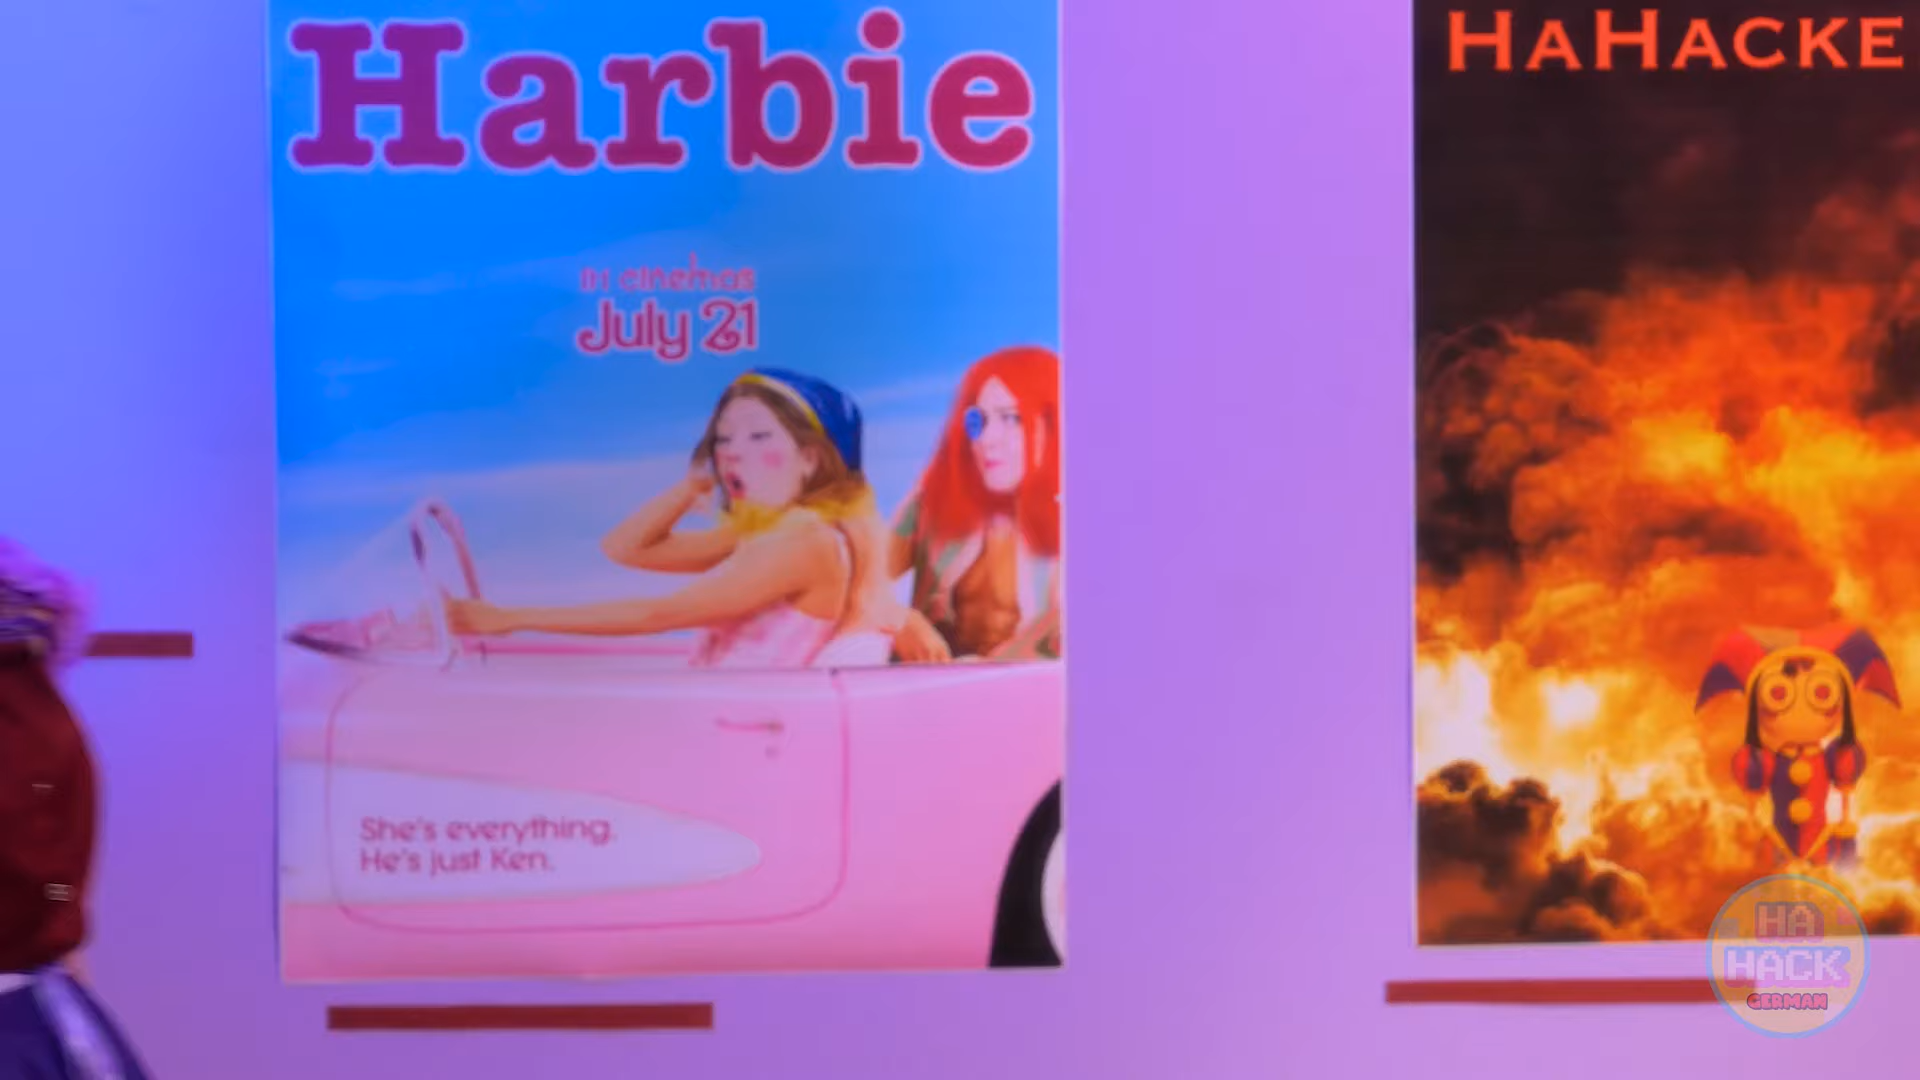 Harbie
IN cinemas
July 21
She's everything.
He's just Ken.
HAHACKE
HA
HACK
GERMAN